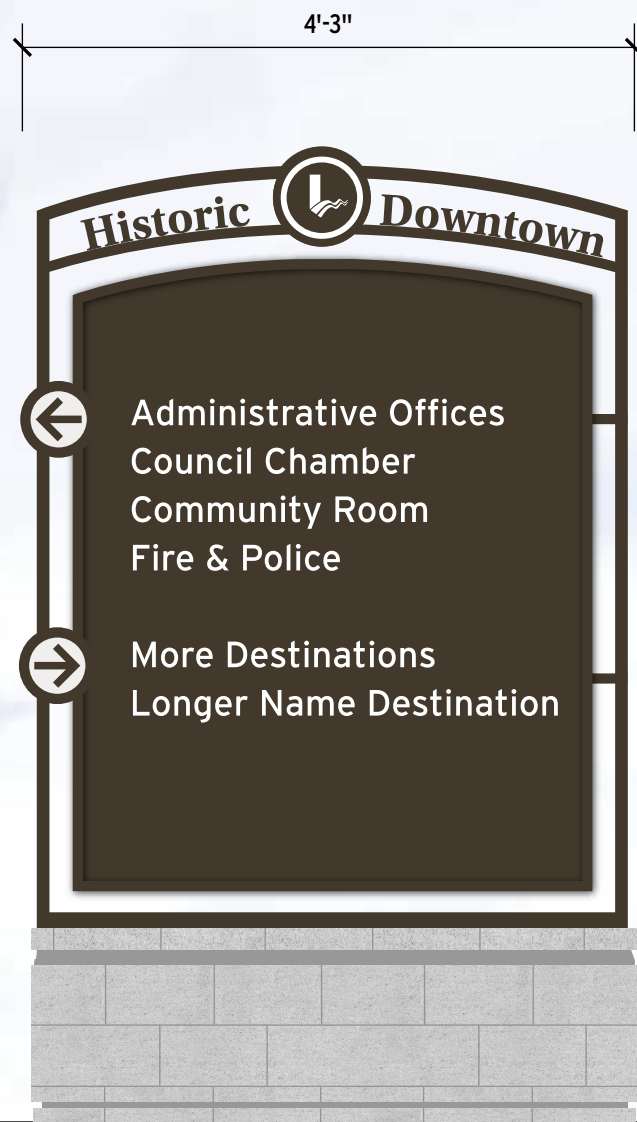 4'-3"
Historic Downtown
Administrative Offices
Council Chamber
Community Room
Fire & Police
More Destinations
Longer Name Destination